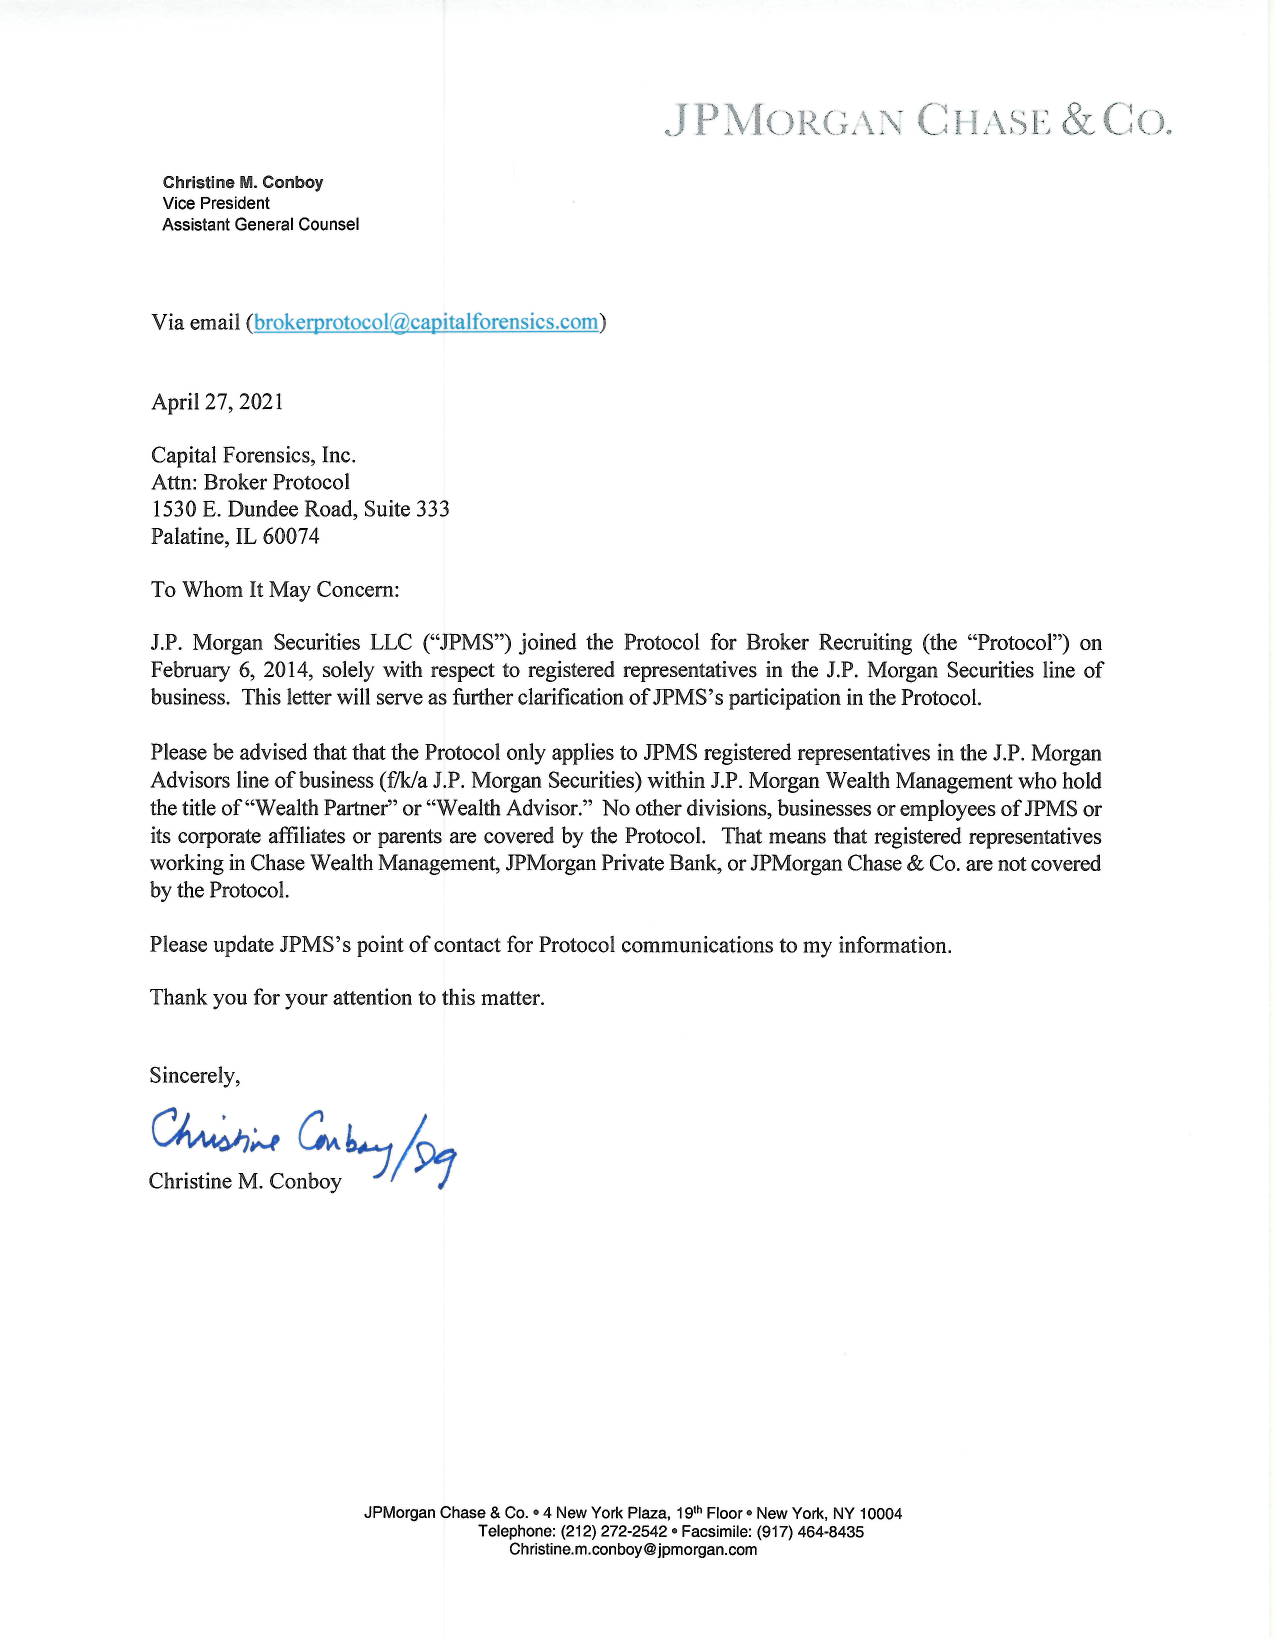 JPMORGAN CHASE & CO.
Christine M. Conboy
Vice President
Assistant General Counsel
Via email (brokerprotocol@capitalforensics.com)
April 27, 2021
Capital Forensics, Inc.
Attn: Broker Protocol
1530 E. Dundee Road, Suite 333
Palatine, IL 60074
To Whom It May Concern:
J.P. Morgan Securities LLC (“JPMS”) joined the Protocol for Broker Recruiting (the “Protocol”) on
February 6, 2014, solely with respect to registered representatives in the J.P. Morgan Securities line of
business. This letter will serve as further clarification of JPMS’s participation in the Protocol.
Please be advised that that the Protocol only applies to JPMS registered representatives in the J.P. Morgan
Advisors line of business (f/k/a J.P. Morgan Securities) within J.P. Morgan Wealth Management who hold
the title of “Wealth Partner” or “Wealth Advisor.” No other divisions, businesses or employees of JPMS or
its corporate affiliates or parents are covered by the Protocol. That means that registered representatives
working in Chase Wealth Management, JPMorgan Private Bank, or JPMorgan Chase & Co. are not covered
by the Protocol.
Please update JPMS’s point of contact for Protocol communications to my information.
Thank you for your attention to this matter.
Sincerely,
Christine Conboy/DG
Christine M. Conboy
JPMorgan Chase & Co. • 4 New York Plaza, 19th Floor • New York, NY 10004
Telephone: (212) 272-2542 • Facsimile: (917) 464-8435
Christine.m.conboy@jpmorgan.com